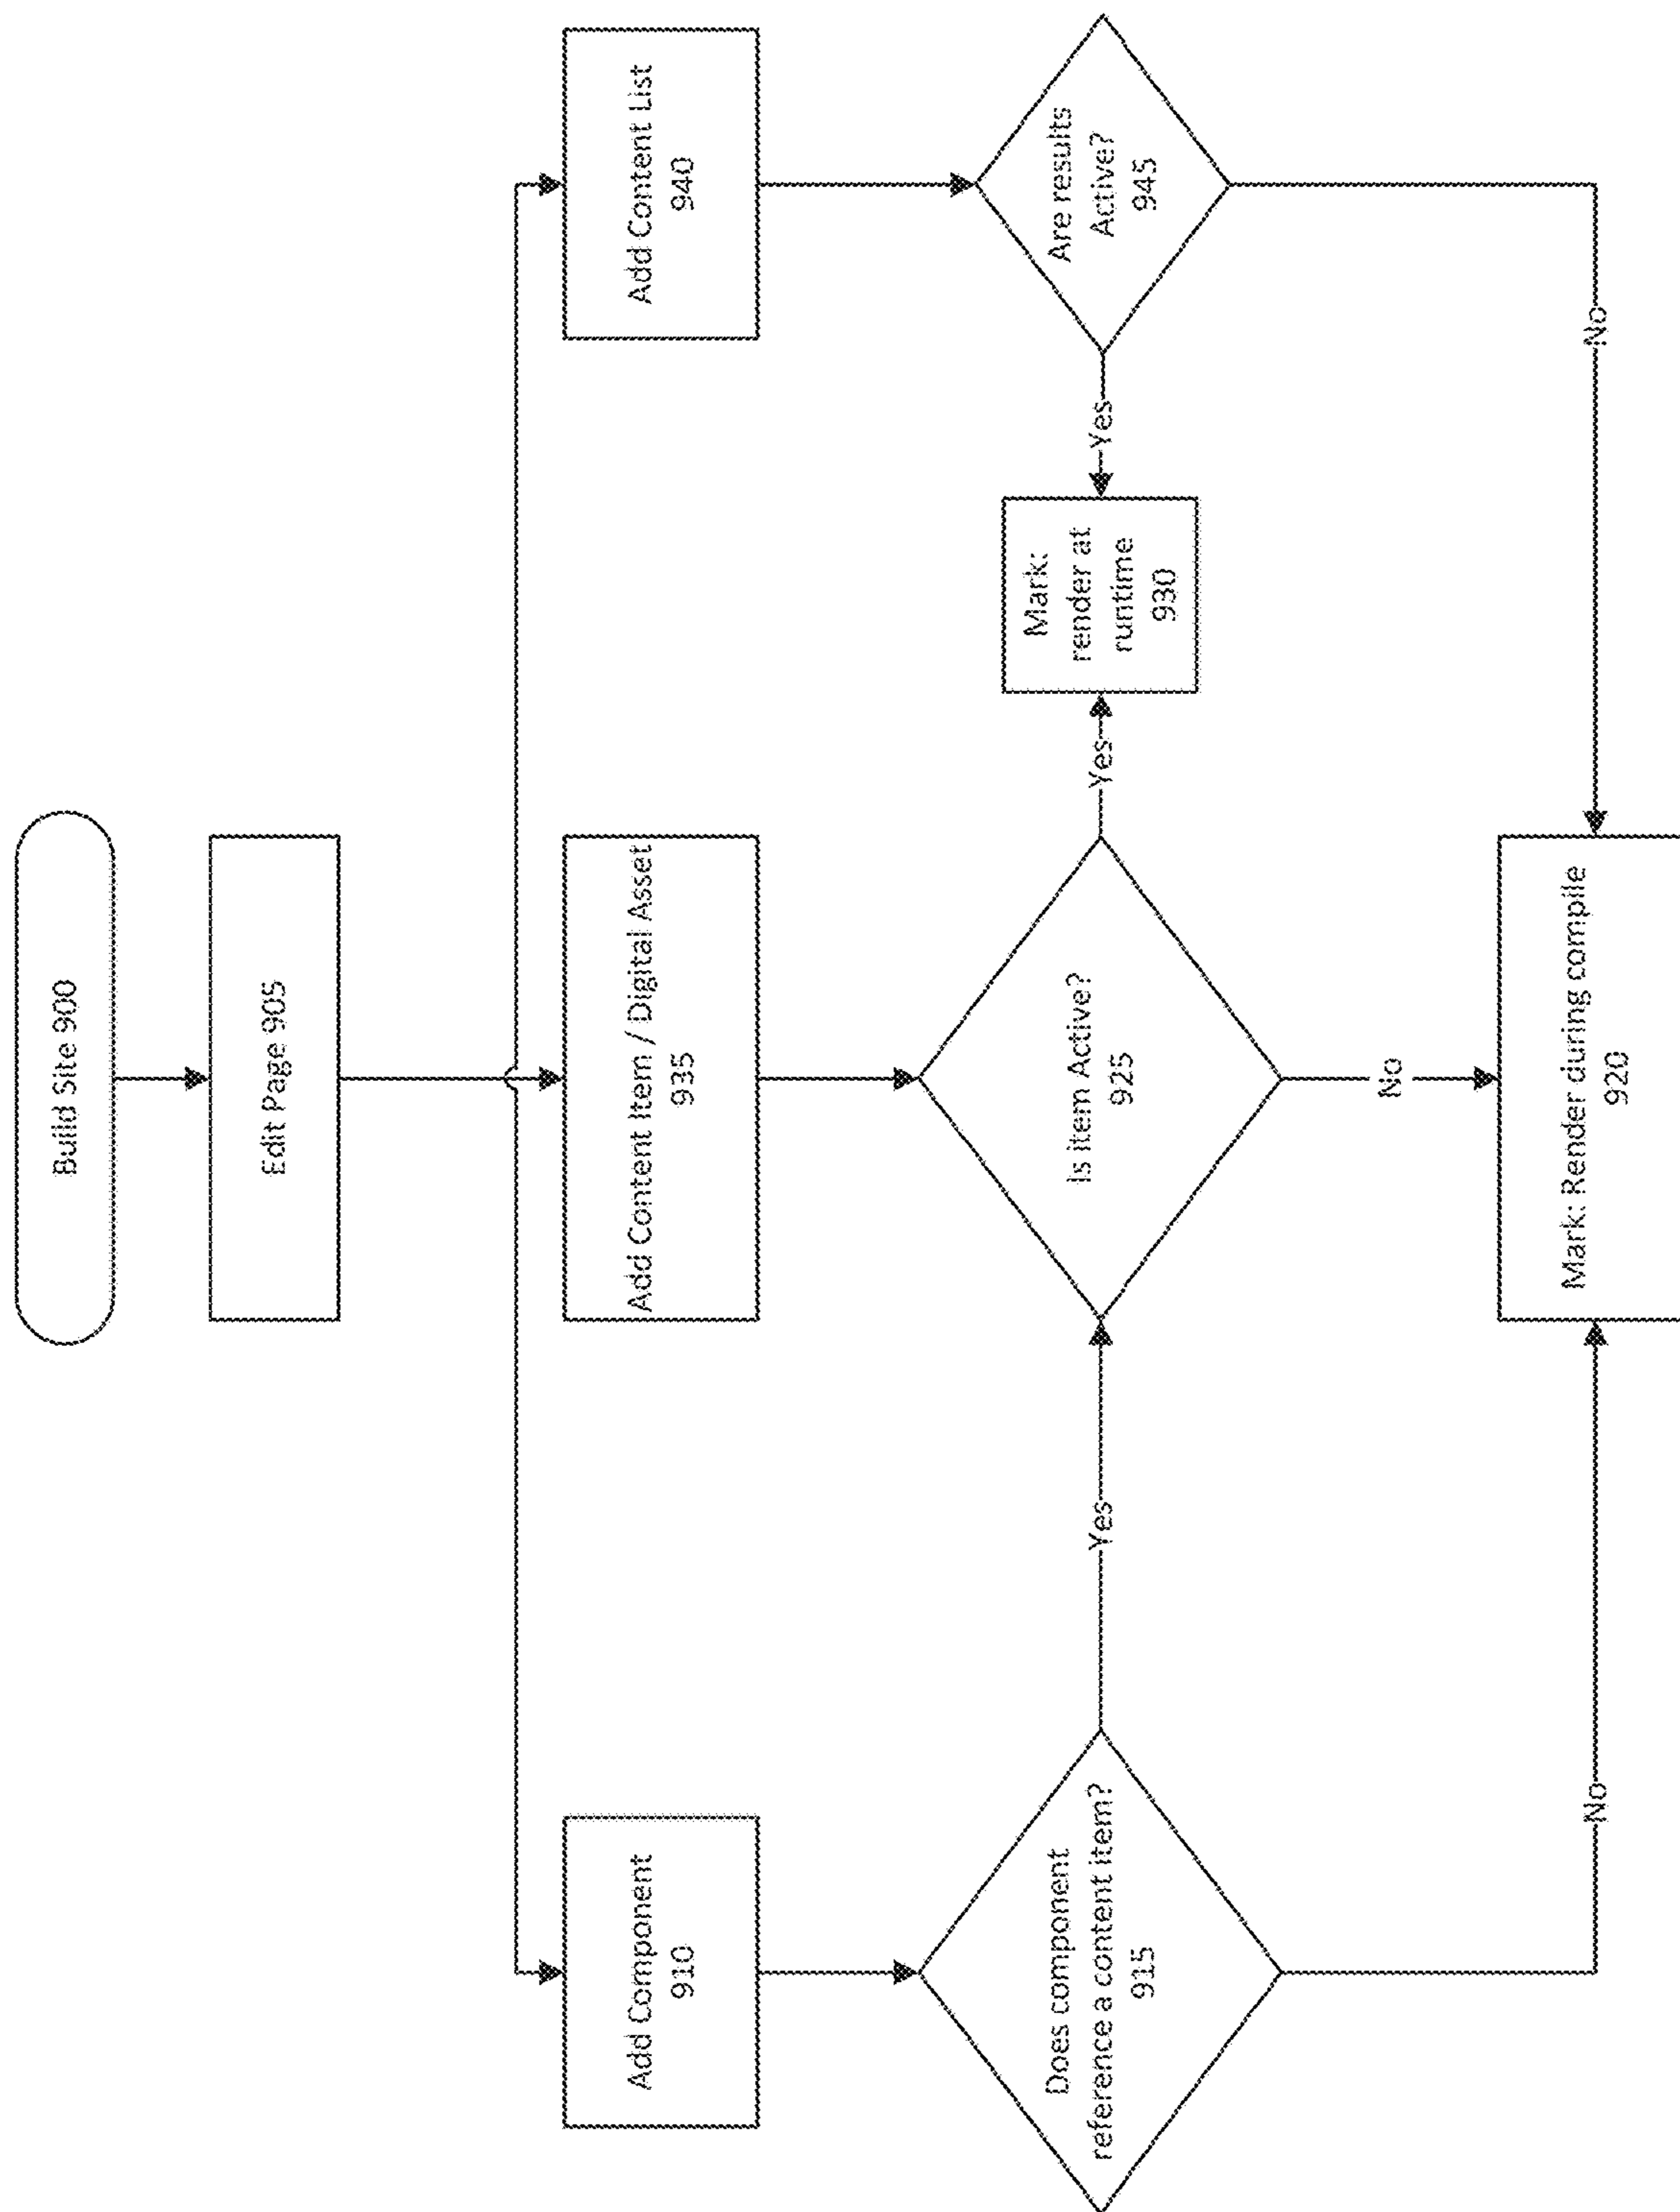 Build Site 900
Edit Page 905
Add Component
910
Add Content Item / Digital Asset
935
Add Content List
940
Does component
reference a content item?
915
Yes
Is item Active?
925
Yes
Mark:
render at
runtime
930
Yes
Are results
Active?
945
No
No
No
Mark: Render during compile
920